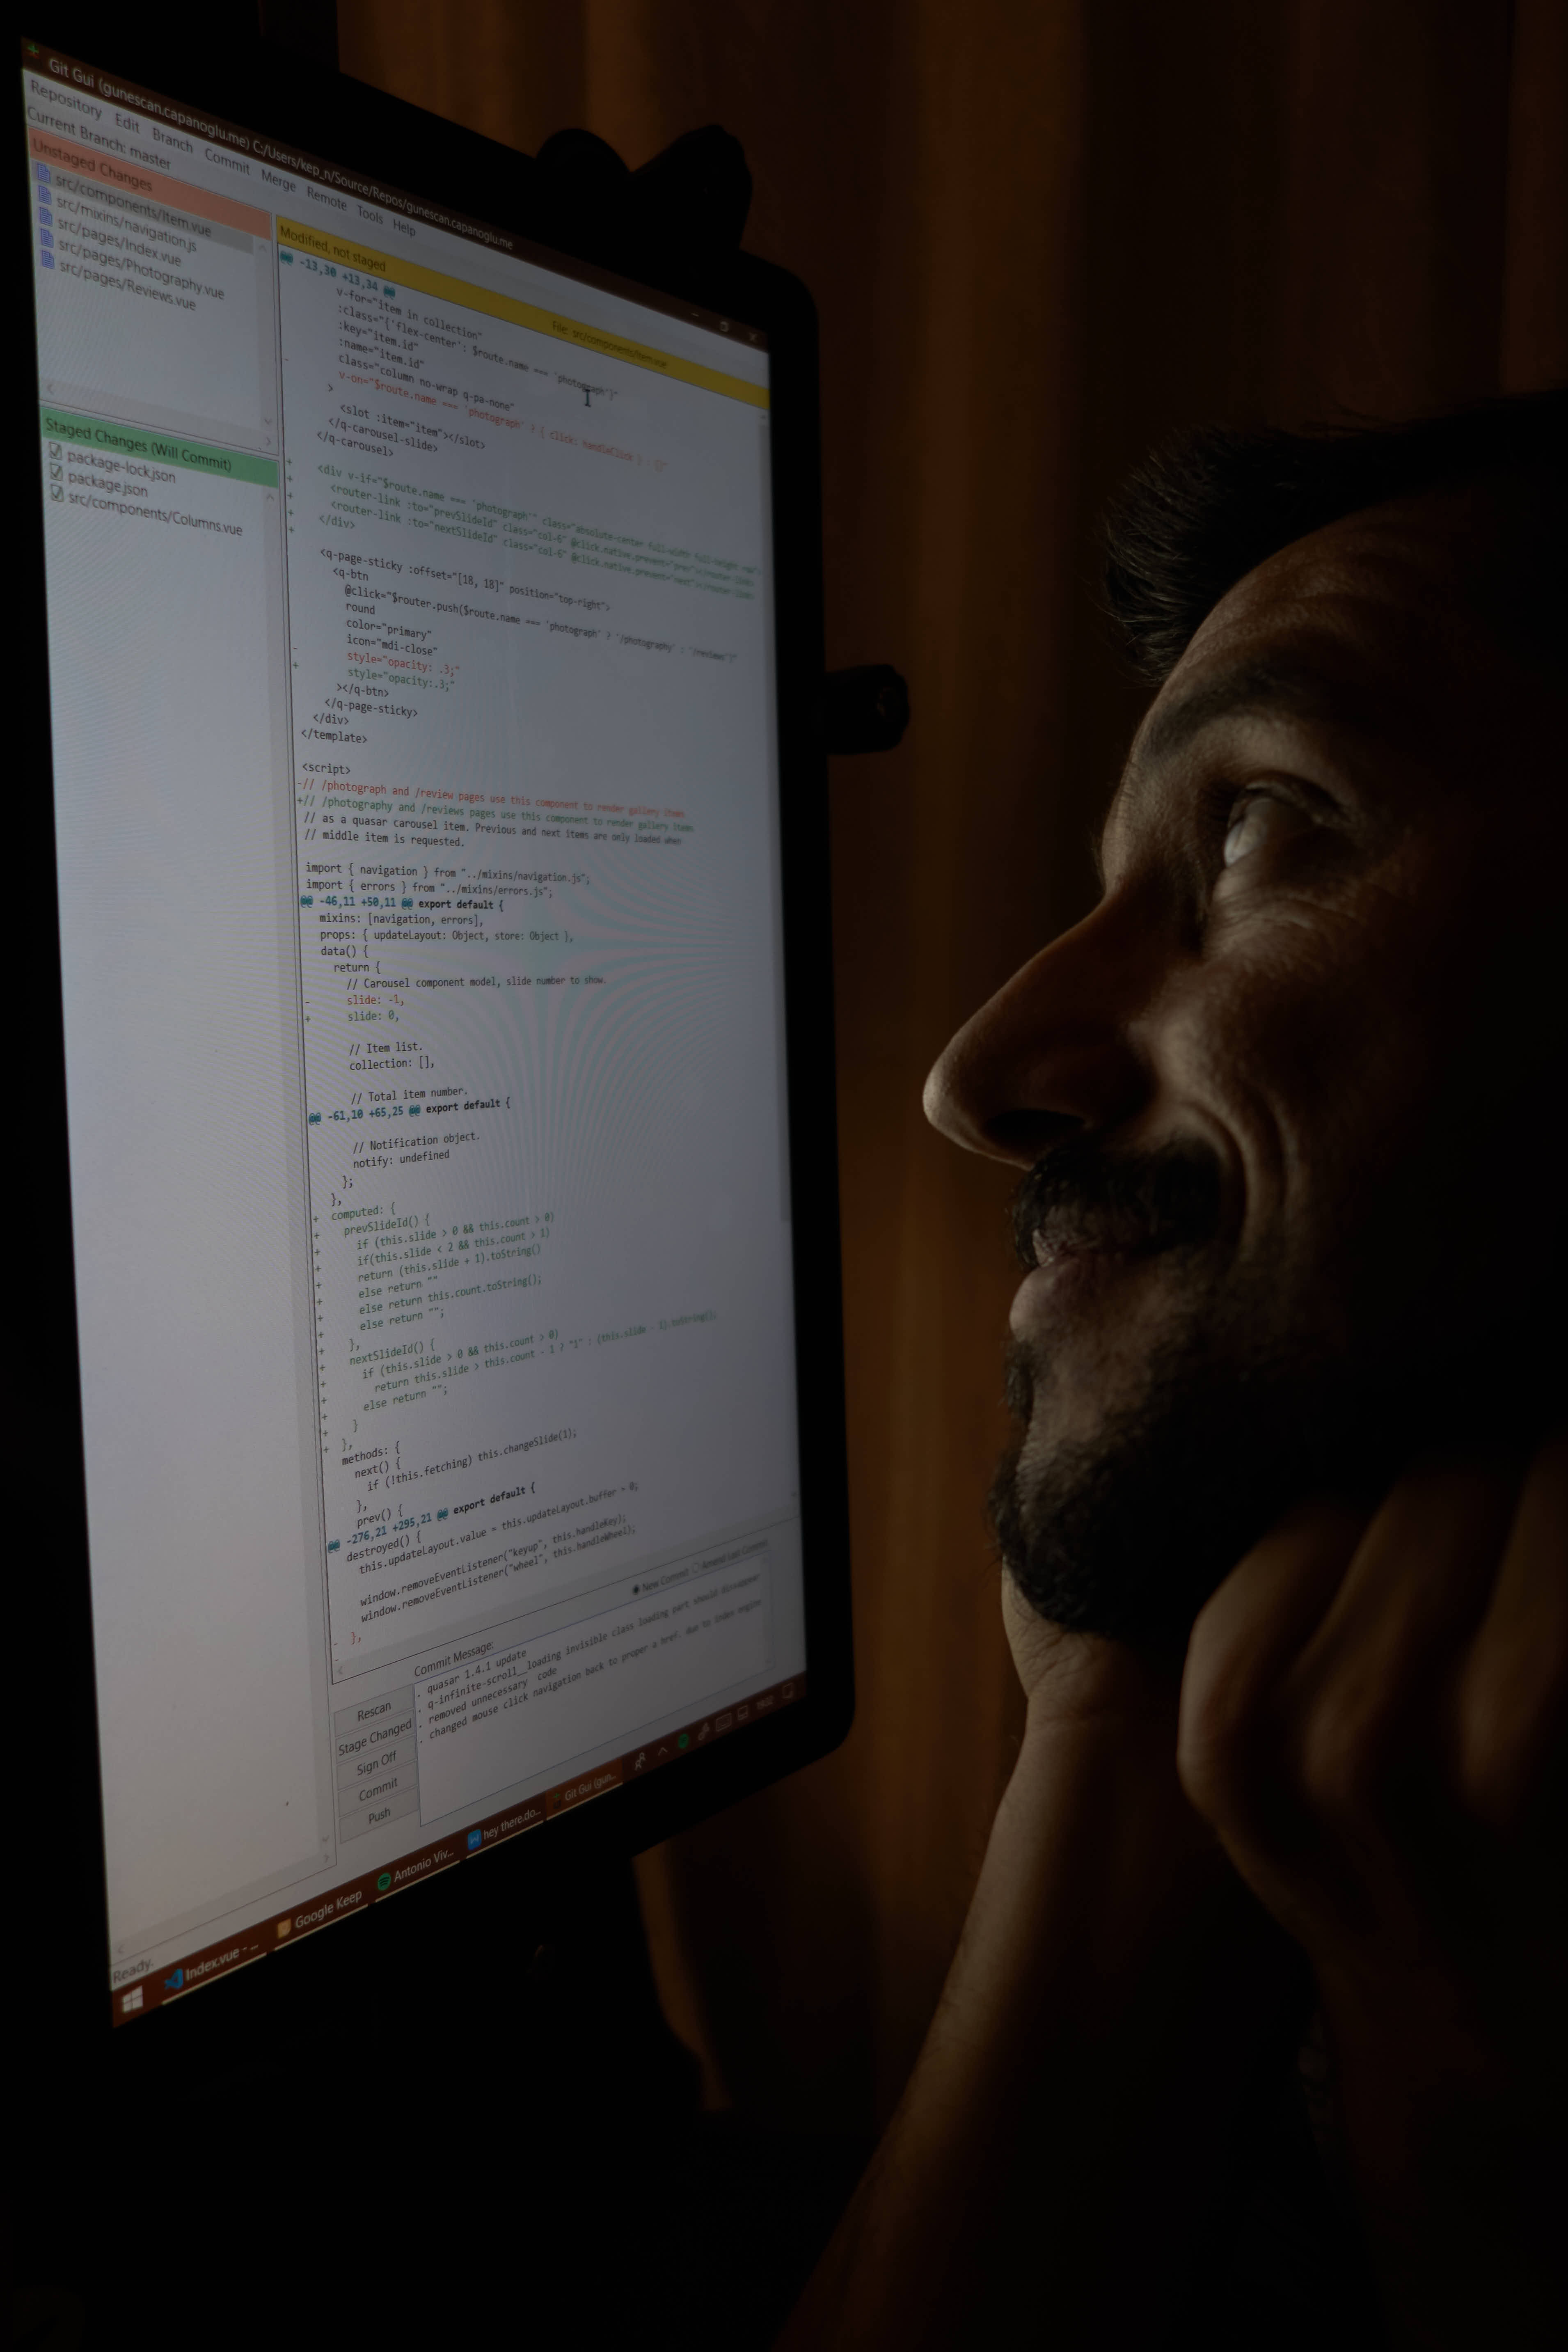 Git Gui (gunescan.capanoglu.me) C:/Users/kep_n/Source/Repos/gunescan.capanoglu.me
Repository Edit Branch Commit Merge Remote Tools Help
Current Branch: master
Unstaged Changes
src/components/Item.vue
src/mixins/navigation.js
src/pages/Index.vue
src/pages/Photography.vue
src/pages/Reviews.vue
Staged Changes (Will Commit)
package-lock.json
package.json
src/components/Columns.vue
Modified, not staged File: src/components/Item.vue
@@ -13,30 +13,34 @@
v-for="item in collection"
:class="{'flex-center': $route.name === 'photograph'}"
:key="item.id"
:name="item.id"
class="column no-wrap q-pa-none"
- v-on="$route.name === 'photograph' ? { click: handleClick } : {}"
>
<slot :item="item"></slot>
</q-carousel-slide>
</q-carousel>
+
+ <div v-if="$route.name === 'photograph'" class="absolute-center full-width full-height row">
+ <router-link :to="prevSlideId" class="col-6" @click.native.prevent="prev"></router-link>
+ <router-link :to="nextSlideId" class="col-6" @click.native.prevent="next"></router-link>
+ </div>
<q-page-sticky :offset="[18, 18]" position="top-right">
<q-btn
@click="$router.push($route.name === 'photograph' ? '/photography' : '/reviews')"
round
color="primary"
icon="mdi-close"
- style="opacity: .3;"
+ style="opacity:.3;"
></q-btn>
</q-page-sticky>
</div>
</template>
<script>
-// /photograph and /review pages use this component to render gallery items
+// /photography and /reviews pages use this component to render gallery items
// as a quasar carousel item. Previous and next items are only loaded when
// middle item is requested.
import { navigation } from "../mixins/navigation.js";
import { errors } from "../mixins/errors.js";
@@ -46,11 +50,11 @@ export default {
mixins: [navigation, errors],
props: { updateLayout: Object, store: Object },
data() {
return {
// Carousel component model, slide number to show.
- slide: -1,
+ slide: 0,
// Item list.
collection: [],
// Total item number.
@@ -61,10 +65,25 @@ export default {
// Notification object.
notify: undefined
};
},
+ computed: {
+ prevSlideId() {
+ if (this.slide > 0 && this.count > 0)
+ if(this.slide < 2 && this.count > 1)
+ return (this.slide + 1).toString()
+ else return ""
+ else return this.count.toString();
+ else return "";
+ },
+ nextSlideId() {
+ if (this.slide > 0 && this.count > 0)
+ return this.slide > this.count - 1 ? "1" : (this.slide - 1).toString();
+ else return "";
+ }
+ },
methods: {
next() {
if (!this.fetching) this.changeSlide(1);
},
prev() {
@@ -276,21 +295,21 @@ export default {
destroyed() {
this.updateLayout.value = this.updateLayout.buffer = 0;
window.removeEventListener("keyup", this.handleKey);
window.removeEventListener("wheel", this.handleWheel);
- },
Commit Message: New Commit Amend Last Commit
. quasar 1.4.1 update
. q-infinite-scroll__loading invisible class loading part should disappear
. removed unnecessary code
. changed mouse click navigation back to proper a href. due to index engine
Rescan
Stage Changed
Sign Off
Commit
Push
Ready.
Index.vue - ...
Google Keep
Antonio Viv...
hey there.do...
Git Gui (gun...